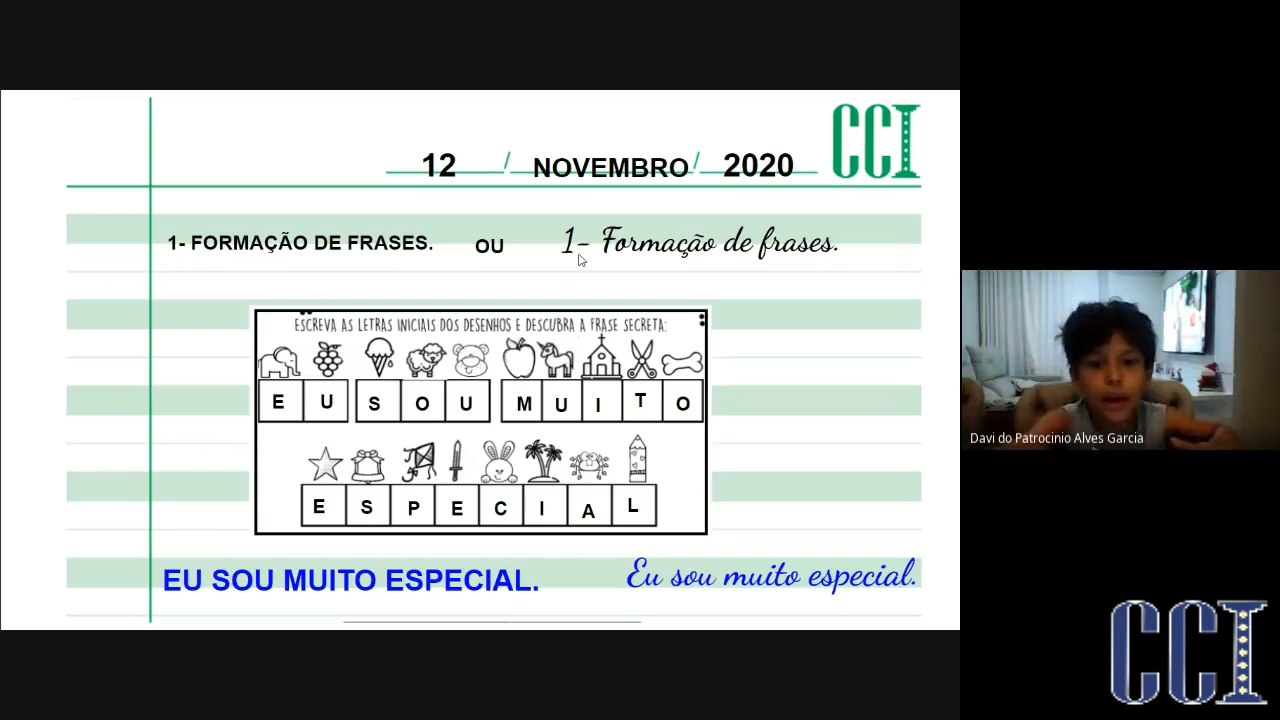 CCI
12 / NOVEMBRO / 2020
1- FORMAÇÃO DE FRASES. OU 1- Formação de frases.
ESCREVA AS LETRAS INICIAIS DOS DESENHOS E DESCUBRA A FRASE SECRETA:
E U S O U M U I T O
E S P E C I A L
EU SOU MUITO ESPECIAL. Eu sou muito especial.
Davi do Patrocinio Alves Garcia
CCI